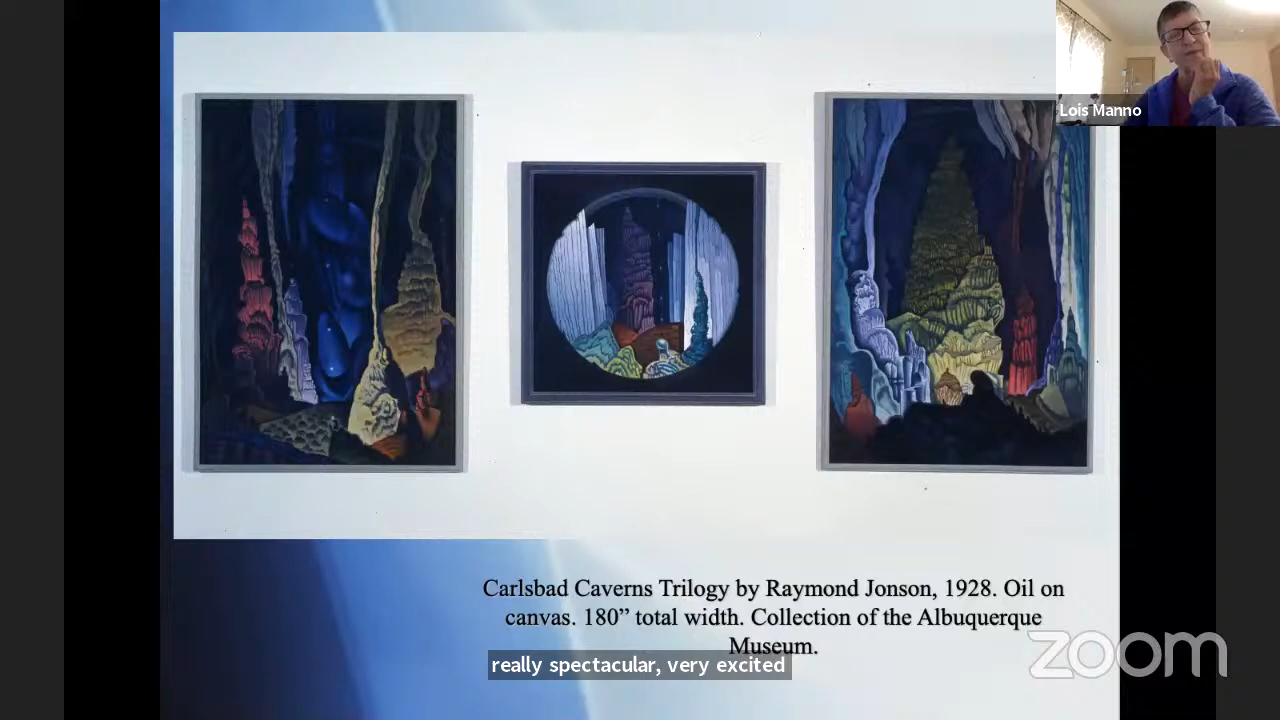 Lois Manno
Carlsbad Caverns Trilogy by Raymond Jonson, 1928. Oil on
canvas. 180” total width. Collection of the Albuquerque
Museum.
really spectacular, very excited
zoom